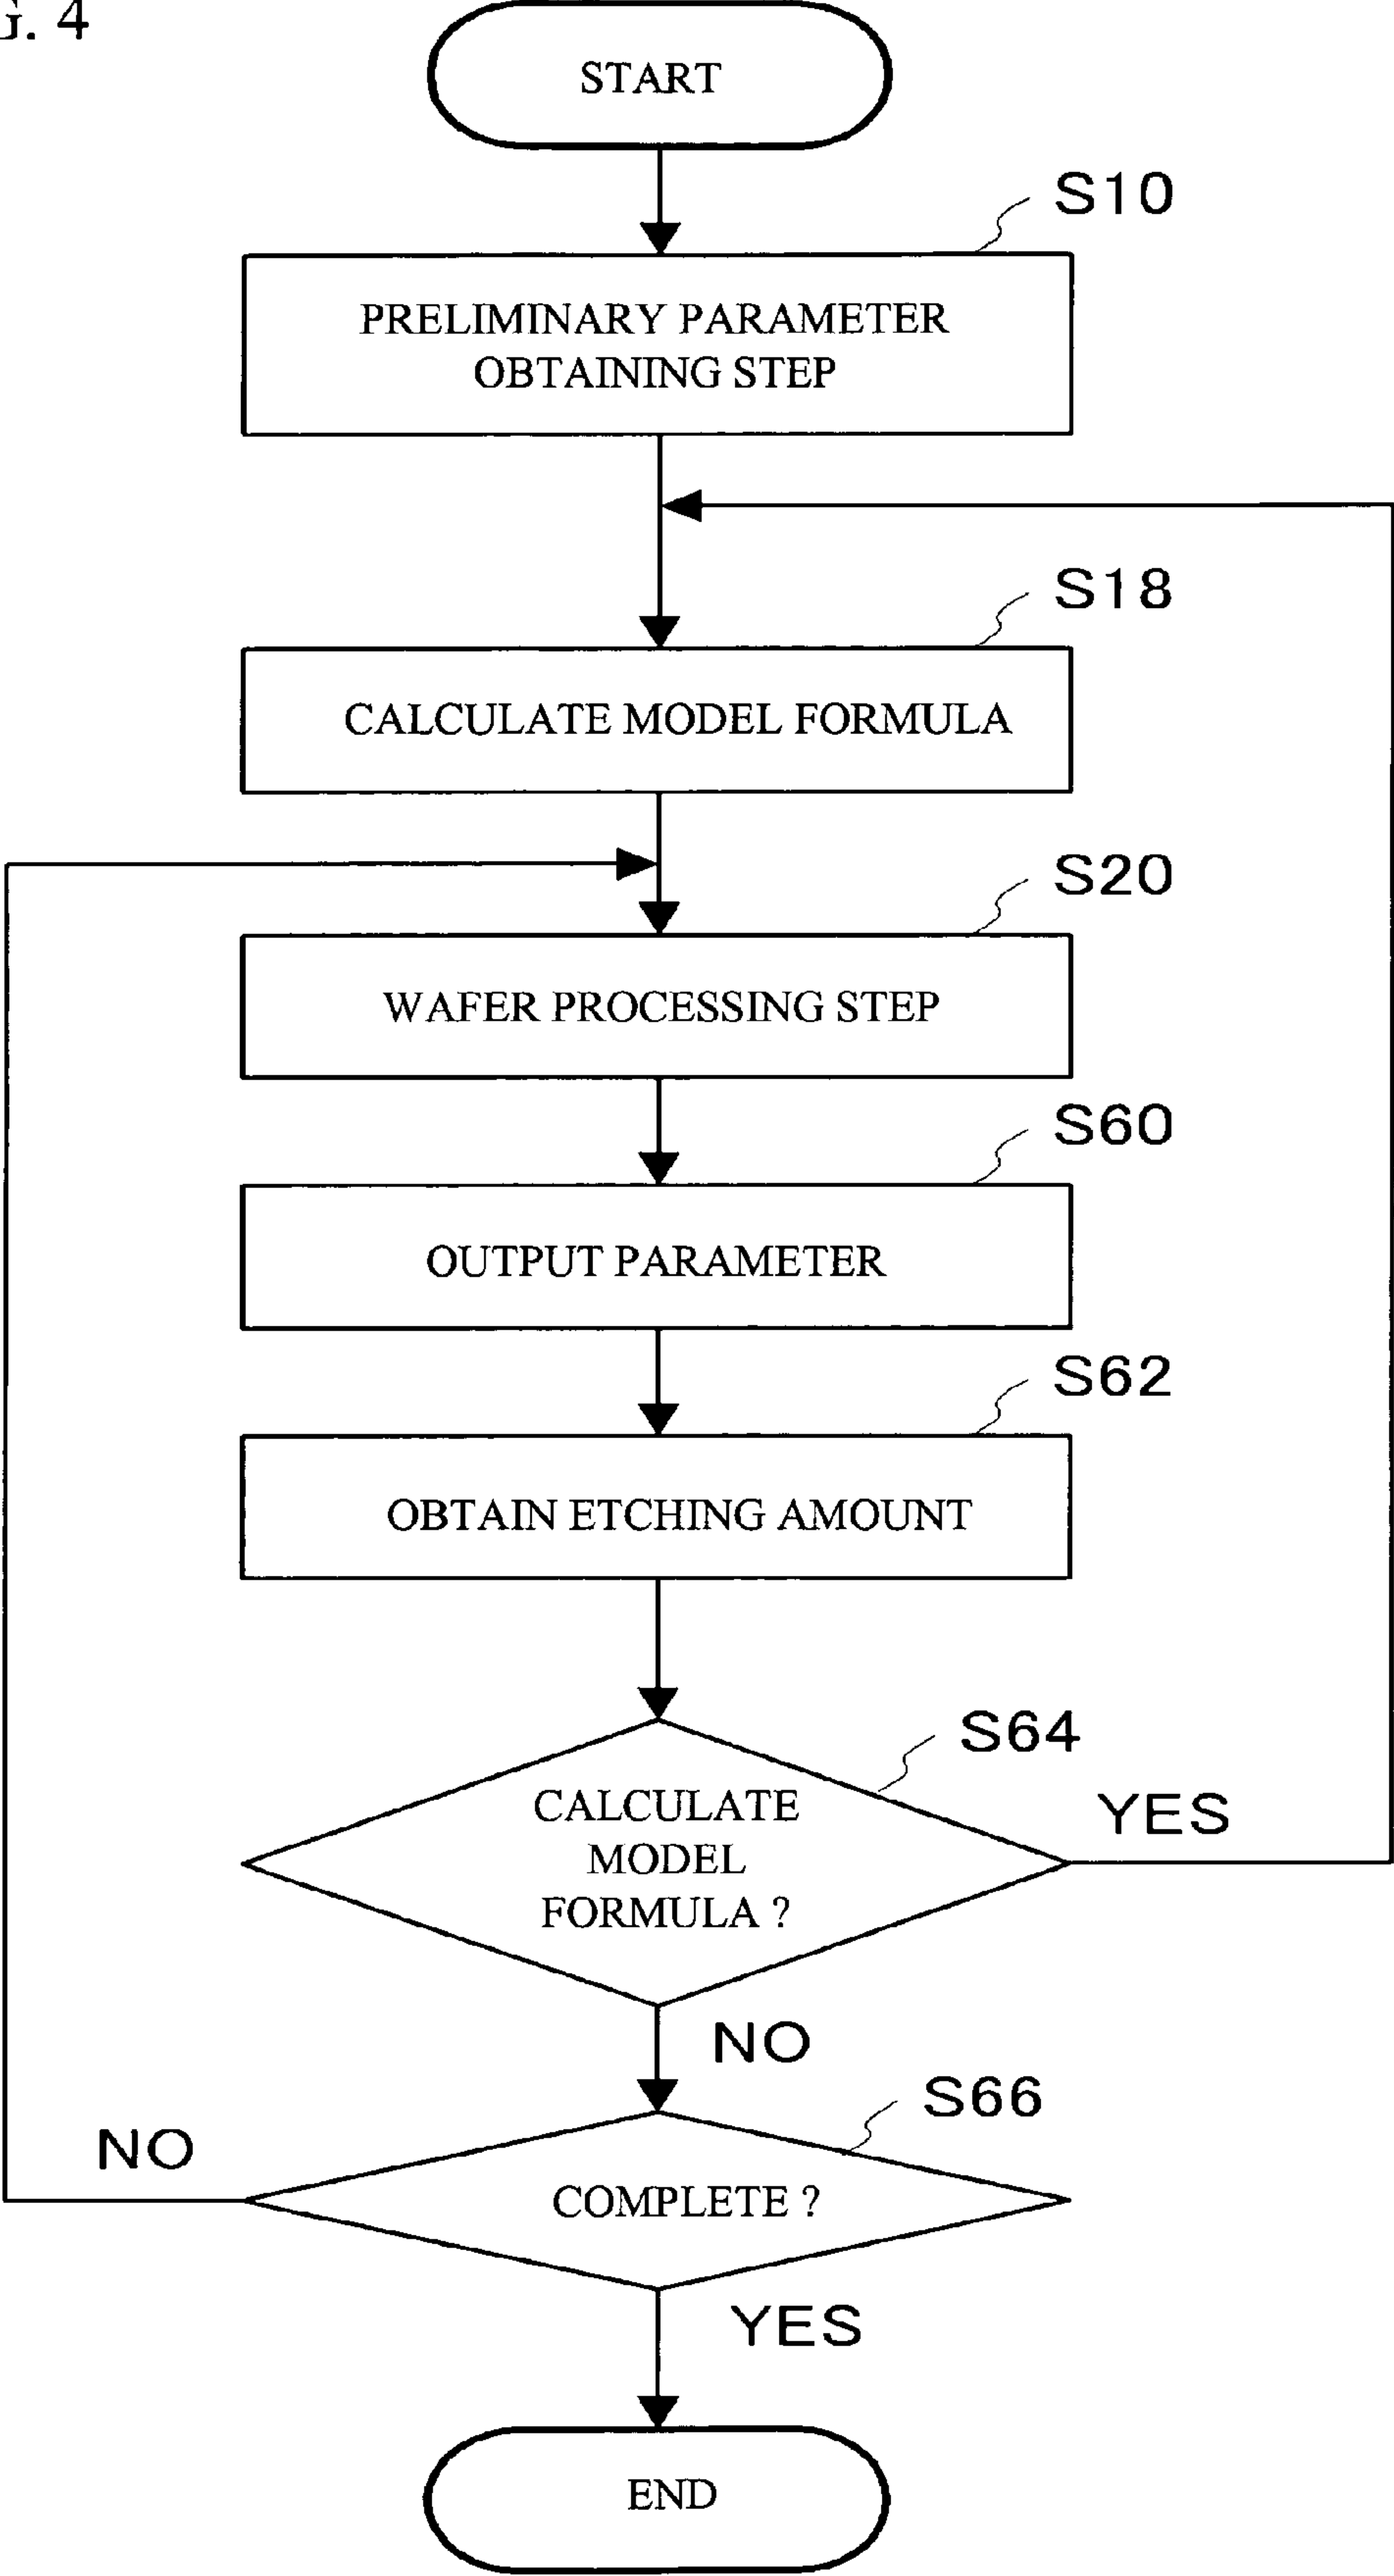 G. 4
START
S10
PRELIMINARY PARAMETER
OBTAINING STEP
S18
CALCULATE MODEL FORMULA
S20
WAFER PROCESSING STEP
S60
OUTPUT PARAMETER
S62
OBTAIN ETCHING AMOUNT
S64
CALCULATE
MODEL
FORMULA ?
YES
NO
S66
NO
COMPLETE ?
YES
END